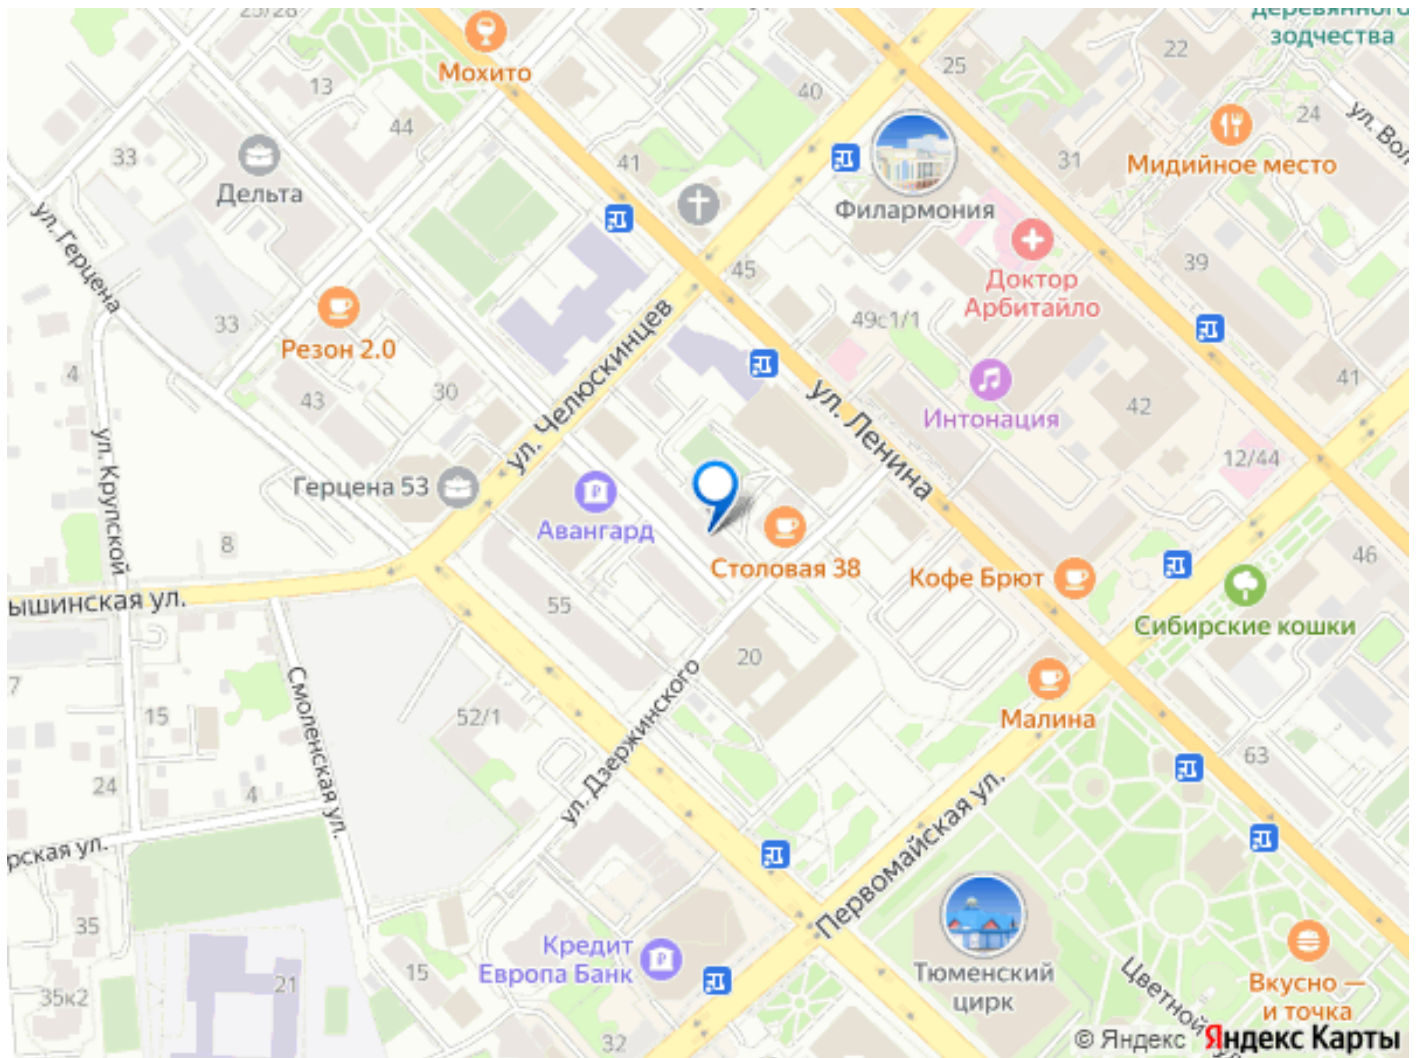 25/28
Мохито
13
44
33
Дельта
41
40
25
22
деревянного
зодчества
24
ул. Вол
Мидийное место
31
Филармония
ул. Герцена
33
Резон 2.0
4
43
30
45
49с1/1
Доктор
Арбитайло
39
Интонация
42
41
12/44
ул. Челюскинцев
ул. Ленина
ул. Крупской
Герцена 53
Авангард
8
Столовая 38
Кофе Брют
46
Сибирские кошки
ышинская ул.
55
20
Малина
7
15
Смоленская ул.
52/1
ул. Дзержинского
63
24
4
рская ул.
Первомайская ул.
35
Кредит
Европа Банк
15
21
35к2
32
Тюменский
цирк
Цветной
Вкусно —
и точка
© Яндекс Яндекс Карты